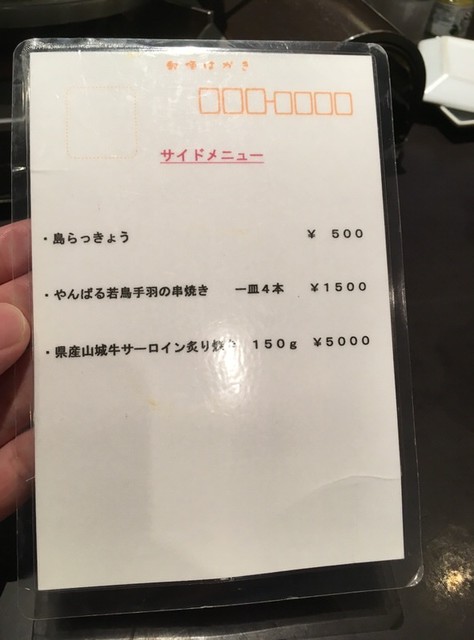 郵便はがき
サイドメニュー
・島らっきょう ￥ ５００
・やんばる若鳥手羽の串焼き 一皿４本 ￥１５００
・県産山城牛サーロイン炙り焼き １５０ｇ ￥５０００